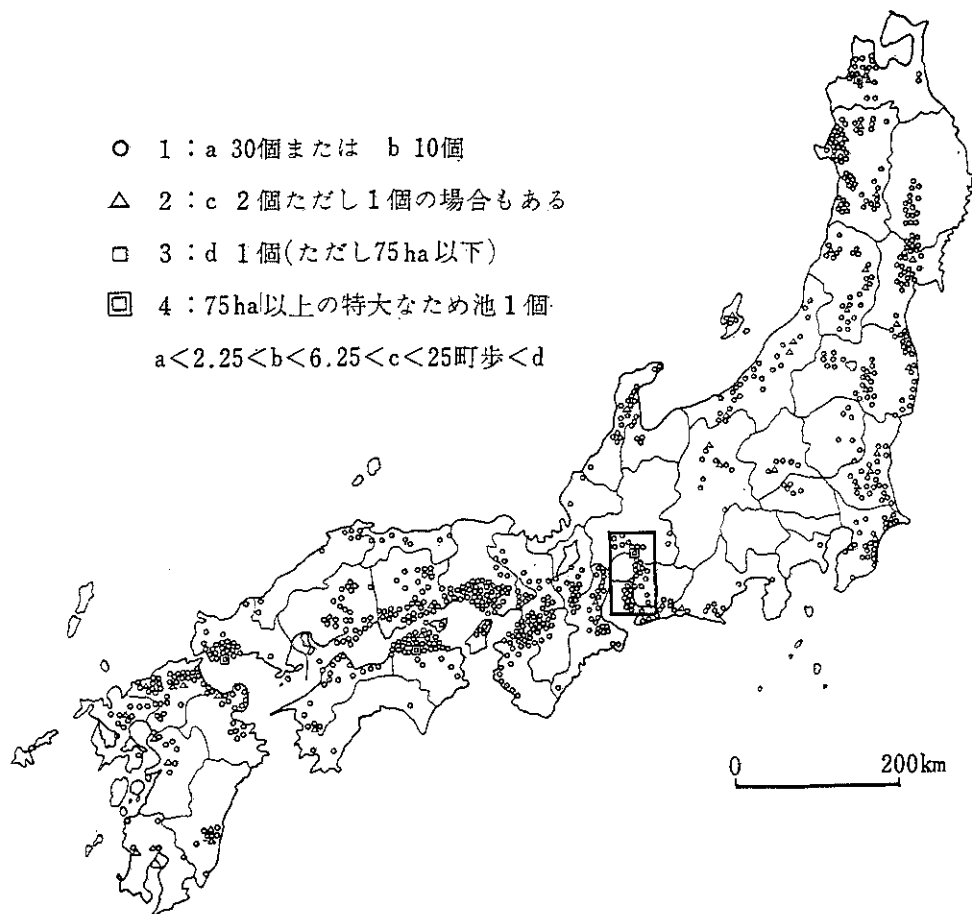 ○ 1：a 30個または b 10個
△ 2：c 2個ただし1個の場合もある
□ 3：d 1個(ただし75ha以下)
回 4：75ha以上の特大なため池1個
a＜2.25＜b＜6.25＜c＜25町歩＜d
0 200km